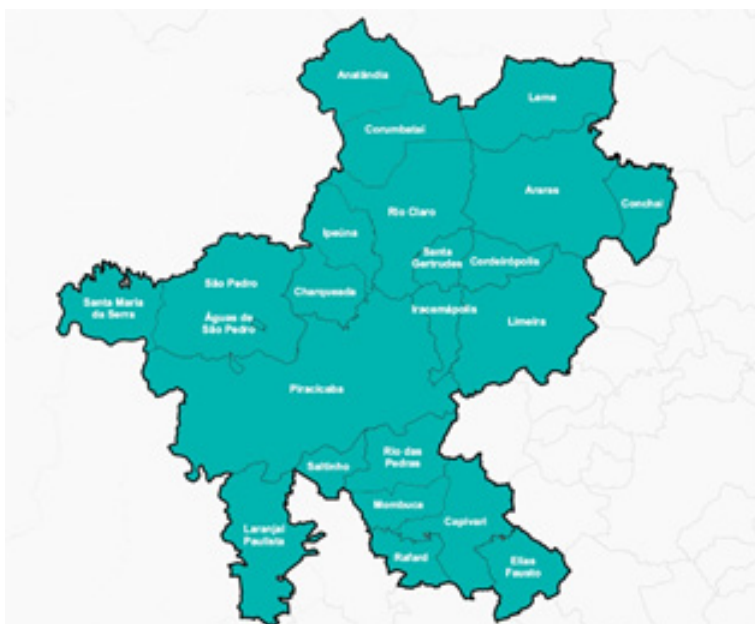 Analândia
Leme
Corumbataí
Araras
Conchal
Rio Claro
Ipeúna
Santa
Gertrudes
Cordeirópolis
São Pedro
Charqueada
Santa Maria
da Serra
Águas de
São Pedro
Iracemápolis
Limeira
Piracicaba
Rio das
Pedras
Saltinho
Mombuca
Capivari
Laranjal
Paulista
Rafard
Elias
Fausto